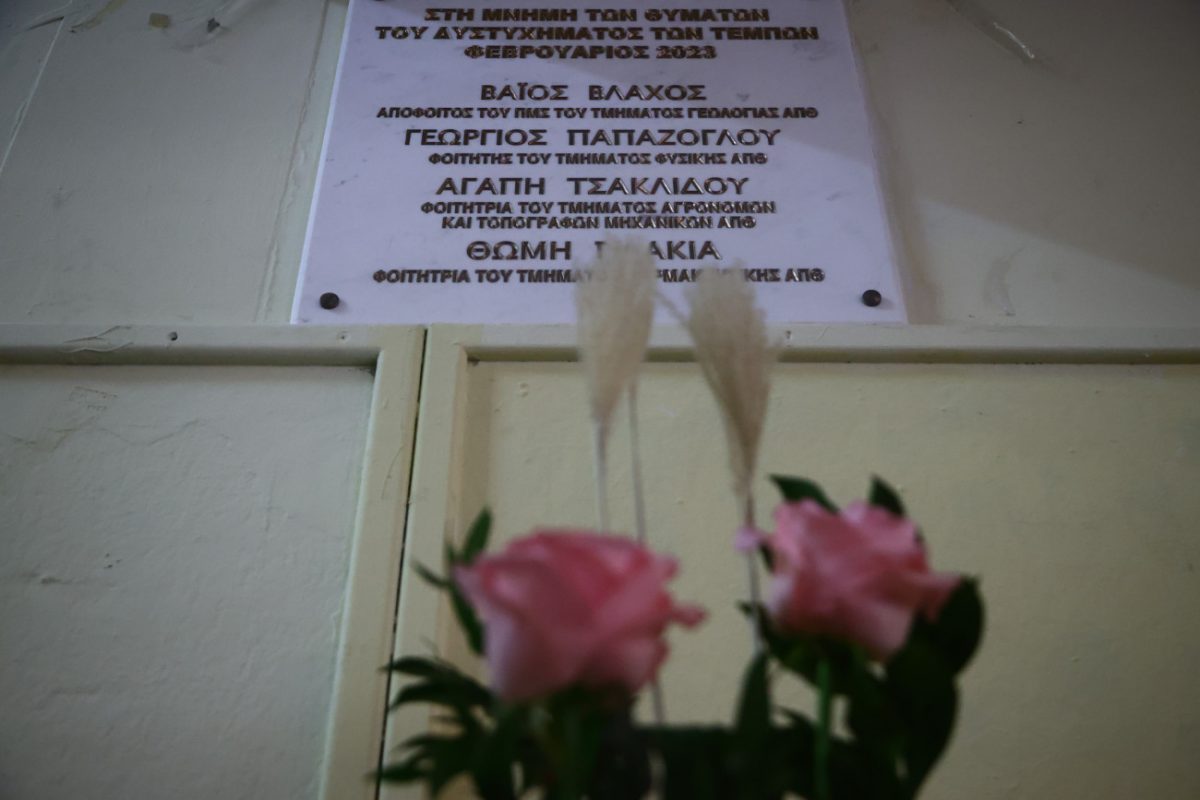 ΣΤΗ ΜΝΗΜΗ ΤΩΝ ΘΥΜΑΤΩΝ
ΤΟΥ ΔΥΣΤΥΧΗΜΑΤΟΣ ΤΩΝ ΤΕΜΠΩΝ
ΦΕΒΡΟΥΑΡΙΟΣ 2023
ΒΑΪΟΣ ΒΛΑΧΟΣ
ΑΠΟΦΟΙΤΟΣ ΤΟΥ ΠΜΣ ΤΟΥ ΤΜΗΜΑΤΟΣ ΓΕΩΛΟΓΙΑΣ ΑΠΘ
ΓΕΩΡΓΙΟΣ ΠΑΠΑΖΟΓΛΟΥ
ΦΟΙΤΗΤΗΣ ΤΟΥ ΤΜΗΜΑΤΟΣ ΦΥΣΙΚΗΣ ΑΠΘ
ΑΓΑΠΗ ΤΣΑΚΛΙΔΟΥ
ΦΟΙΤΗΤΡΙΑ ΤΟΥ ΤΜΗΜΑΤΟΣ ΑΓΡΟΝΟΜΩΝ
ΚΑΙ ΤΟΠΟΓΡΑΦΩΝ ΜΗΧΑΝΙΚΩΝ ΑΠΘ
ΘΩΜΗ
ΦΟΙΤΗΤΡΙΑ ΤΟΥ ΑΠΘ